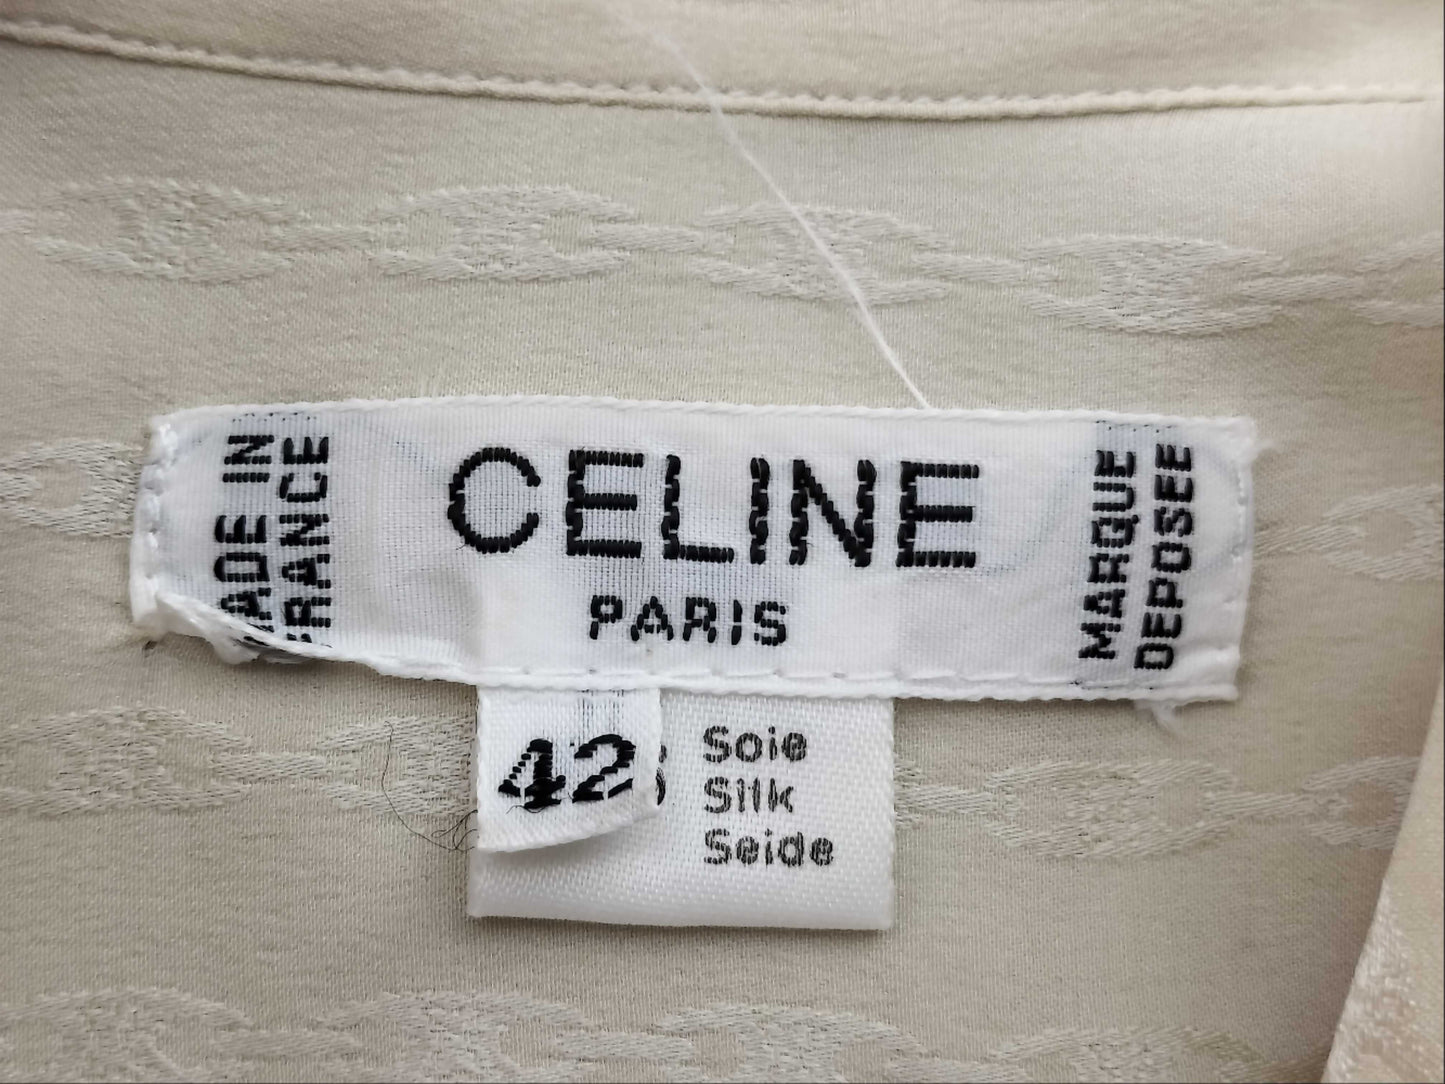 MADE IN
FRANCE
CELINE
PARIS
MARQUE
DEPOSEE
42
Soie
Silk
Seide